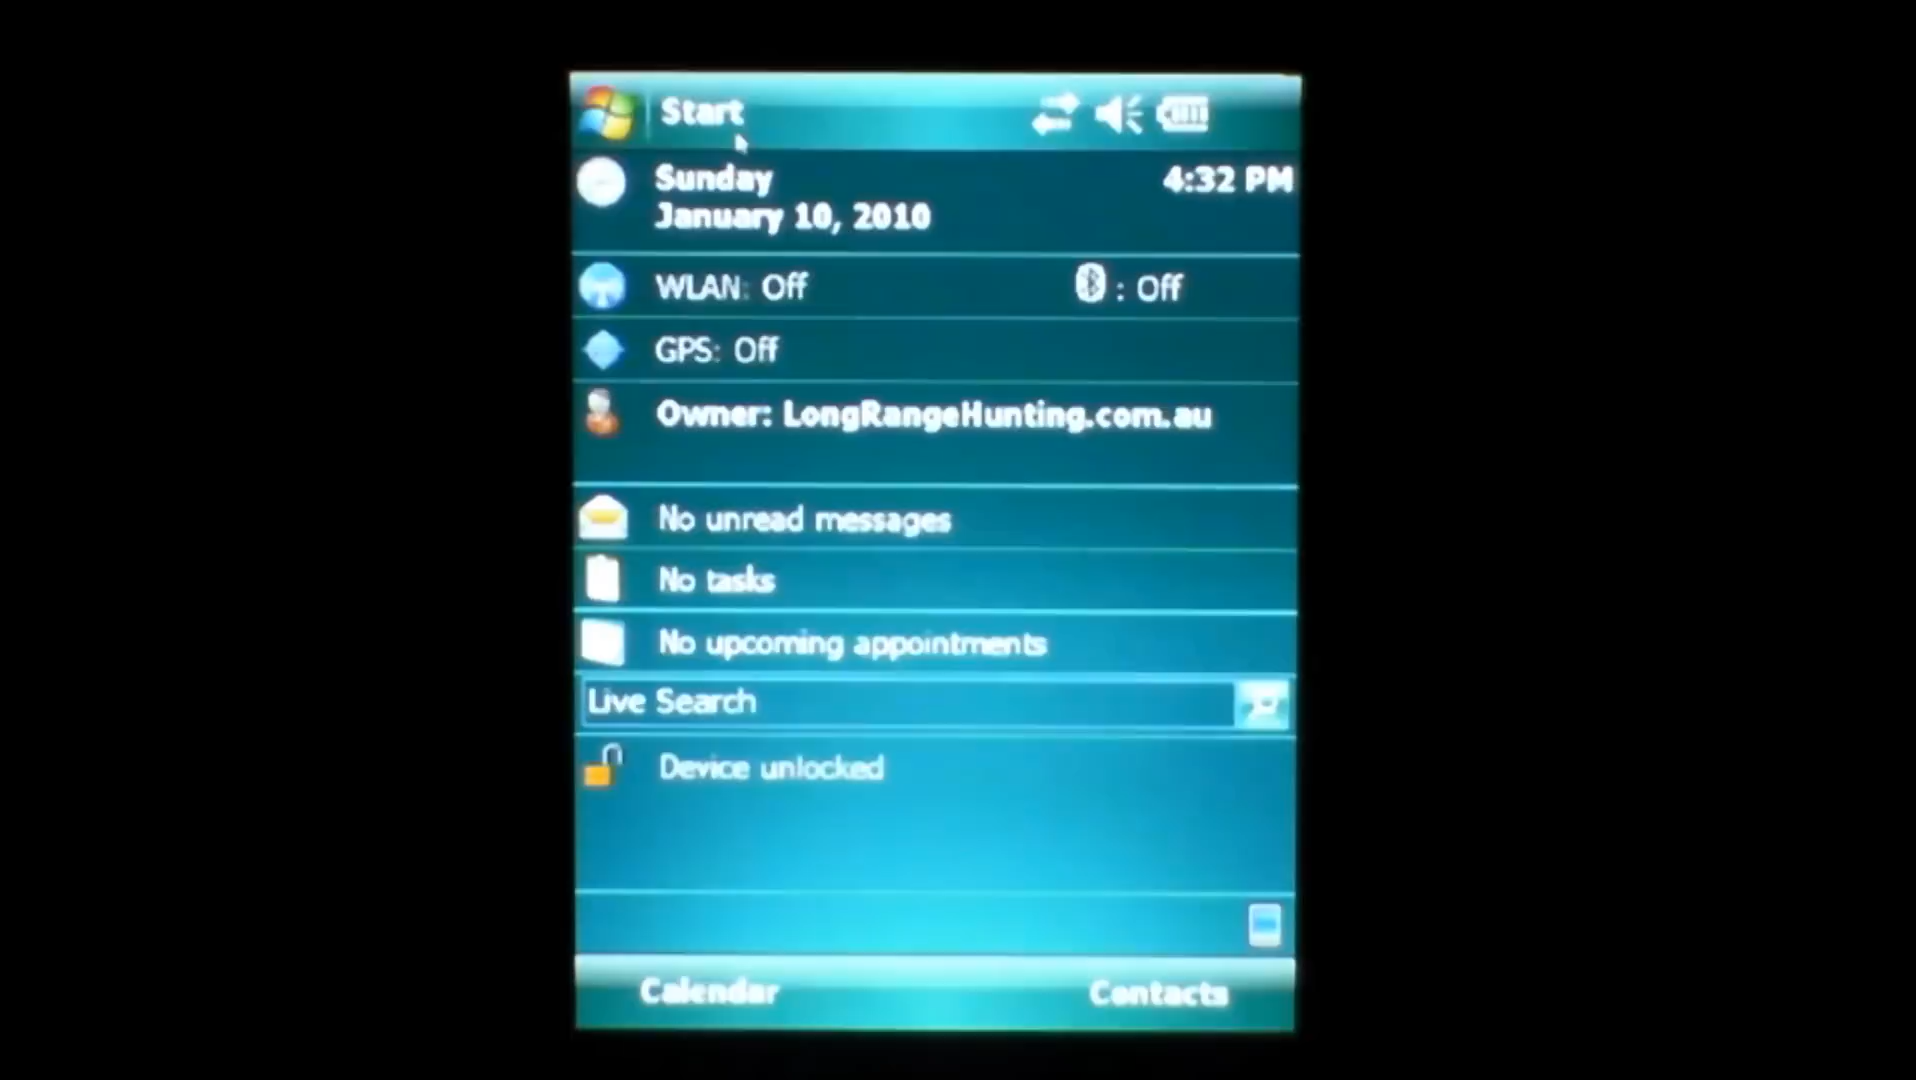 Start
Sunday 4:32 PM
January 10, 2010
WLAN: Off : Off
GPS: Off
Owner: LongRangeHunting.com.au
No unread messages
No tasks
No upcoming appointments
Live Search
Device unlocked
Calendar Contacts